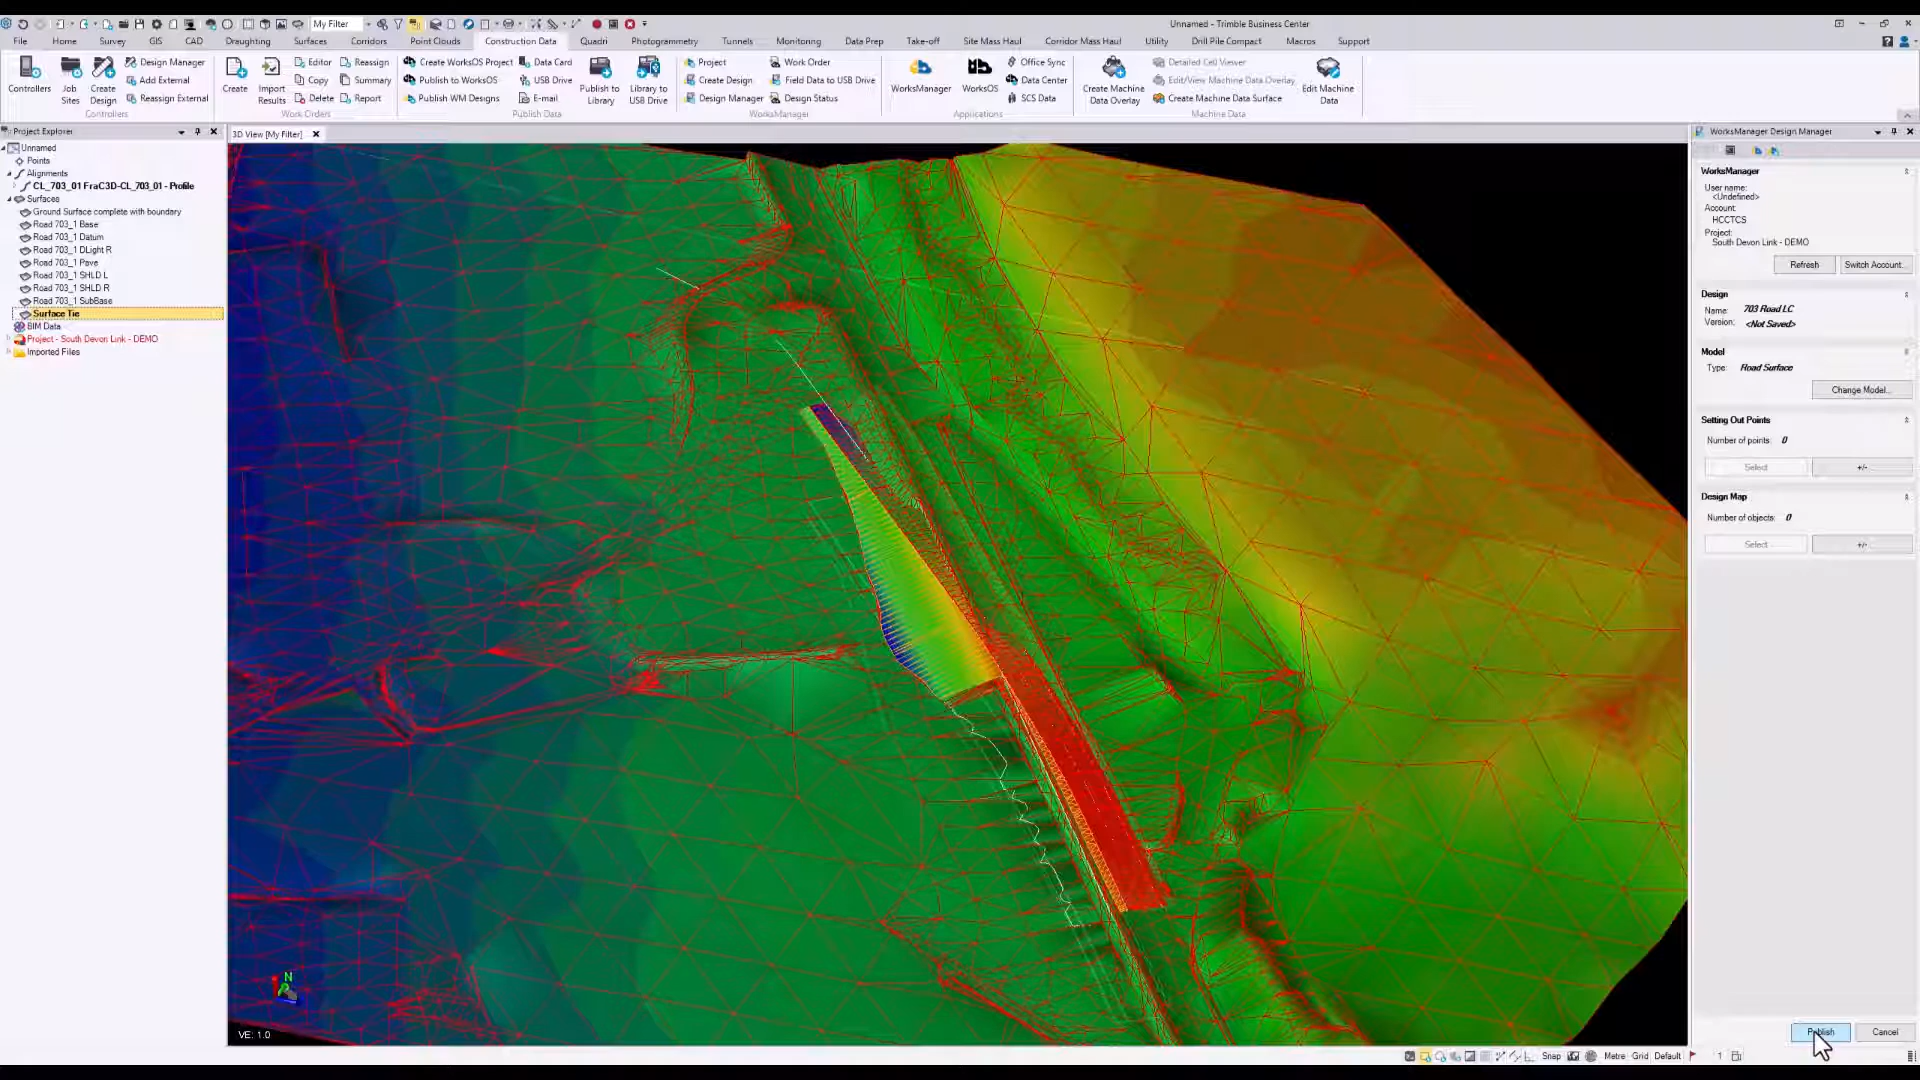 My Filter
Unnamed - Trimble Business Center
File Home Survey GIS CAD Draughting Surfaces Corridors Point Clouds Construction Data Quadri Photogrammetry Tunnels Monitoring Data Prep Take-off Site Mass Haul Corridor Mass Haul Utility Drill Pile Compact Macros Support
Controllers
Job Sites
Create Design
Design Manager
Add External
Reassign External
Controllers
Create
Import Results
Editor
Copy
Delete
Reassign
Summary
Report
Work Orders
Create WorksOS Project
Publish to WorksOS
Publish WM Designs
Data Card
USB Drive
E-mail
Publish to Library
Library to USB Drive
Publish Data
Project
Create Design
Design Manager
Work Order
Field Data to USB Drive
Design Status
WorksManager
WorksManager
WorksOS
Office Sync
Data Center
SCS Data
Applications
Create Machine Data Overlay
Detailed Cell Viewer
Edit/View Machine Data Overlay
Create Machine Data Surface
Edit Machine Data
Machine Data
Project Explorer
Unnamed
Points
Alignments
CL_703_01 FraC3D-CL_703_01 - Profile
Surfaces
Ground Surface complete with boundary
Road 703_1 Base
Road 703_1 Datum
Road 703_1 DLight R
Road 703_1 Pave
Road 703_1 SHLD L
Road 703_1 SHLD R
Road 703_1 SubBase
Surface Tie
BIM Data
Project - South Devon Link - DEMO
Imported Files
3D View [My Filter]
N
VE: 1.0
WorksManager Design Manager
WorksManager
User name:
<Undefined>
Account:
HCCTCS
Project:
South Devon Link - DEMO
Refresh Switch Account...
Design
Name: 703 Road LC
Version: <Not Saved>
Model
Type: Road Surface
Change Model...
Setting Out Points
Number of points: 0
Select +/-
Design Map
Number of objects: 0
Select +/-
Publish Cancel
Snap Metre Grid Default 1